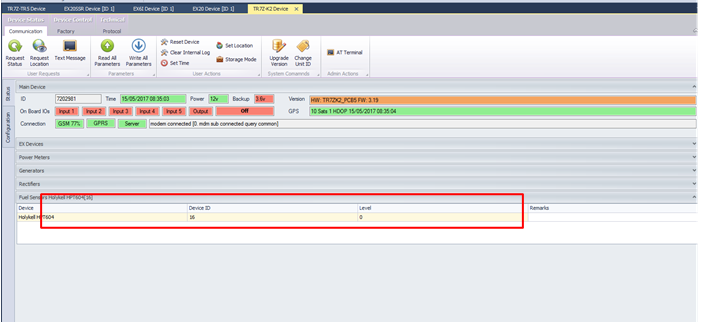 TR7Z-TR5 Device EX20SSR Device [ID 1] EX6I Device [ID 1] EX20 Device [ID 1] TR7Z-K2 Device ×
Device Status Device Control Technical
Communication Factory Protocol
Request Status Request Location Text Message Read All Parameters Write All Parameters Reset Device Clear Internal Log Set Time Set Location Storage Mode Upgrade Version Change Unit ID AT Terminal
User Requests Parameters User Actions System Commands Admin Actions
Status
Configuration
Main Device
ID 7202981 Time 15/05/2017 08:35:03 Power 12v Backup 3.6v Version HW: TR7ZK2_PCB5 FW: 3.19
On Board IOs Input 1 Input 2 Input 3 Input 4 Input 5 Output Off GPS 10 Sats 1 HDOP 15/05/2017 08:35:04
Connection GSM 77% GPRS Server modem connected [0. mdm sub connected query common]
EX Devices
Power Meters
Generators
Rectifiers
Fuel Sensors Holykell HPT604[16]
Device Device ID Level Remarks
Holykell HPT604 16 0